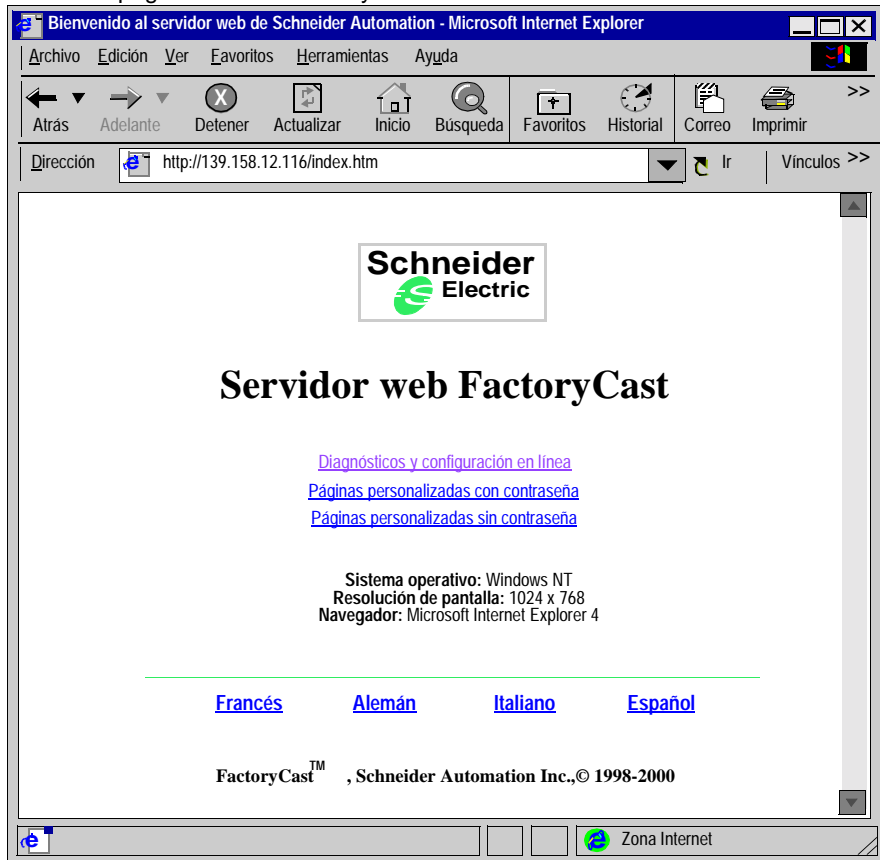 Bienvenido al servidor web de Schneider Automation - Microsoft Internet Explorer
Archivo Edición Ver Favoritos Herramientas Ayuda
Atrás Adelante Detener Actualizar Inicio Búsqueda Favoritos Historial Correo Imprimir >>
Dirección http://139.158.12.116/index.htm Ir Vínculos >>
Schneider
Electric
Servidor web FactoryCast
Diagnósticos y configuración en línea
Páginas personalizadas con contraseña
Páginas personalizadas sin contraseña
Sistema operativo: Windows NT
Resolución de pantalla: 1024 x 768
Navegador: Microsoft Internet Explorer 4
Francés Alemán Italiano Español
FactoryCast™ , Schneider Automation Inc.,© 1998-2000
Zona Internet